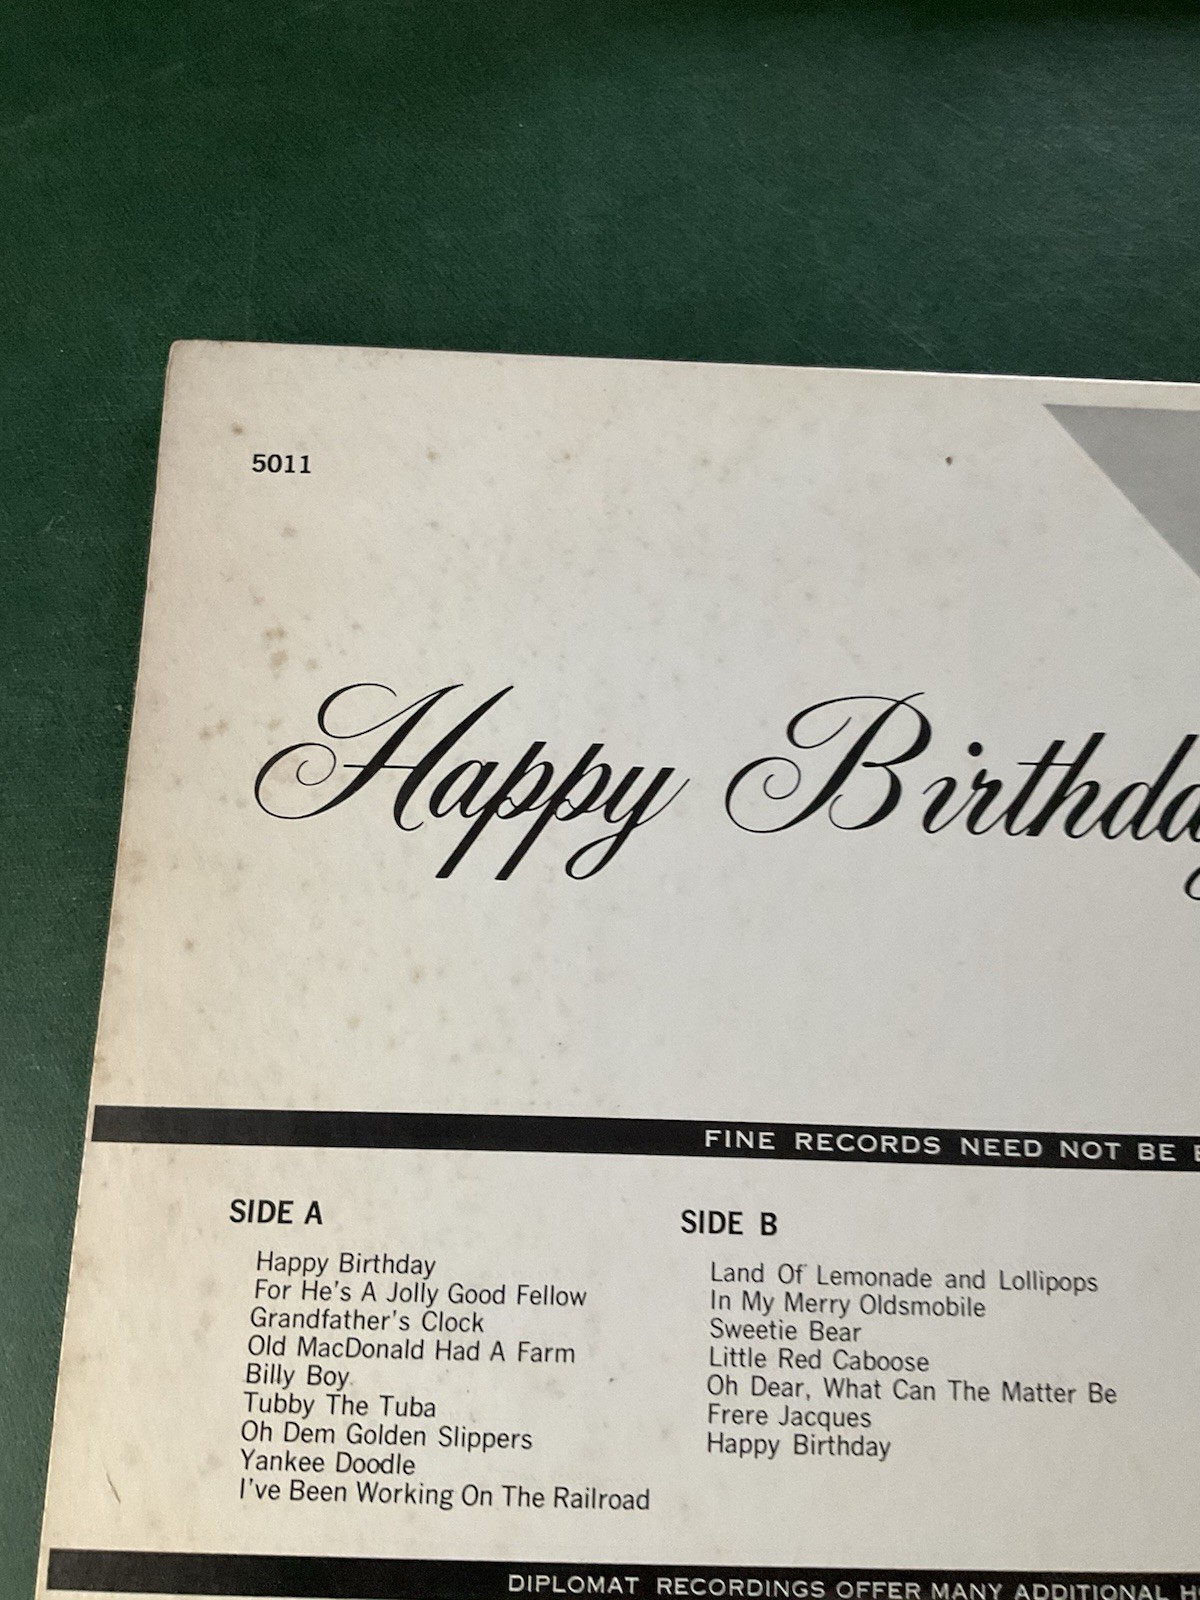 5011
Happy Birthday
FINE RECORDS NEED NOT BE
SIDE A
Happy Birthday
For He's A Jolly Good Fellow
Grandfather's Clock
Old MacDonald Had A Farm
Billy Boy
Tubby The Tuba
Oh Dem Golden Slippers
Yankee Doodle
I've Been Working On The Railroad
SIDE B
Land Of Lemonade and Lollipops
In My Merry Oldsmobile
Sweetie Bear
Little Red Caboose
Oh Dear, What Can The Matter Be
Frere Jacques
Happy Birthday
DIPLOMAT RECORDINGS OFFER MANY ADDITIONAL